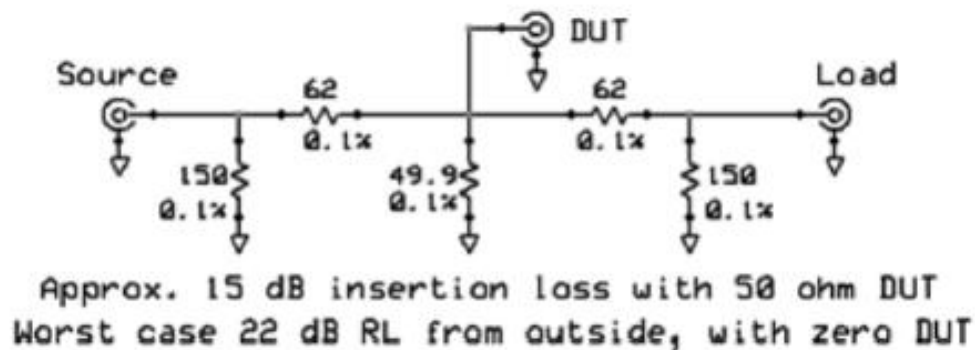 DUT
Source
Load
62
62
0.1%
0.1%
150
0.1%
49.9
0.1%
150
0.1%
Approx. 15 dB insertion loss with 50 ohm DUT
Worst case 22 dB RL from outside, with zero DUT